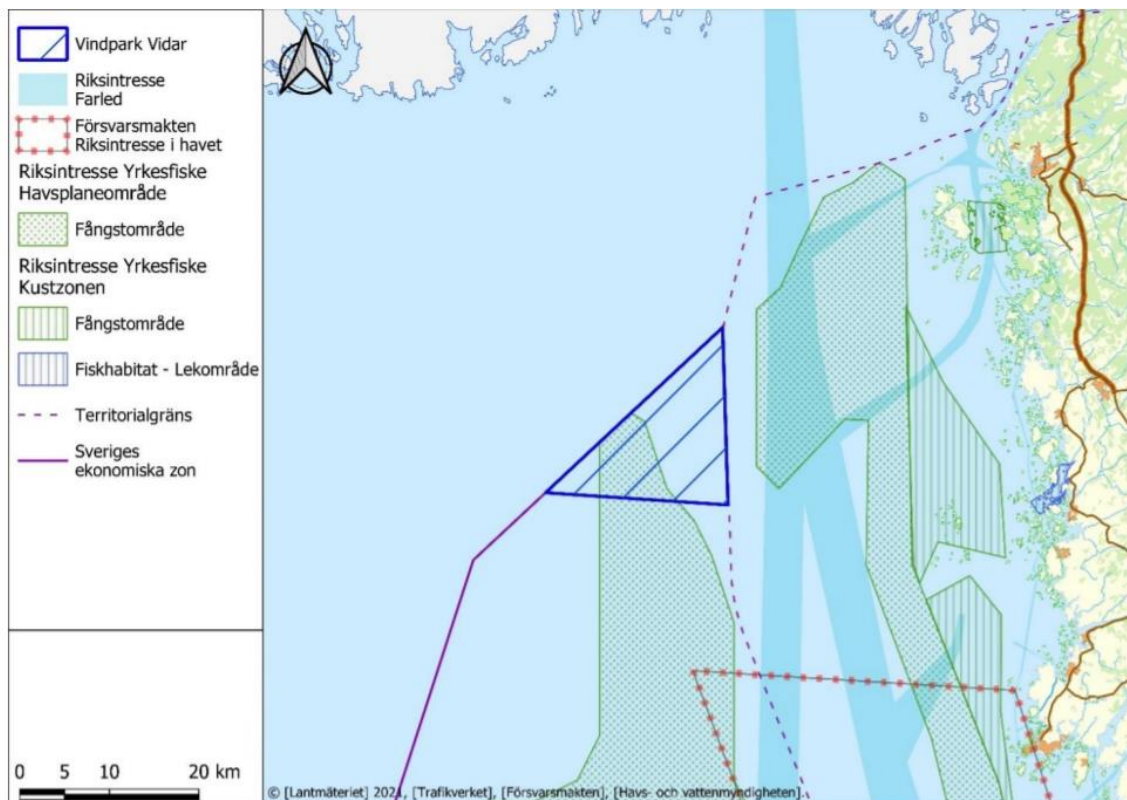 Vindpark Vidar
Riksintresse
Farled
Försvarsmakten
Riksintresse i havet
Riksintresse Yrkesfiske
Havsplaneområde
Fångstområde
Riksintresse Yrkesfiske
Kustzonen
Fångstområde
Fiskhabitat - Lekområde
Territorialgräns
Sveriges
ekonomiska zon
0 5 10 20 km
© [Lantmäteriet] 2021, [Trafikverket], [Försvarsmakten], [Havs- och vattenmyndigheten]